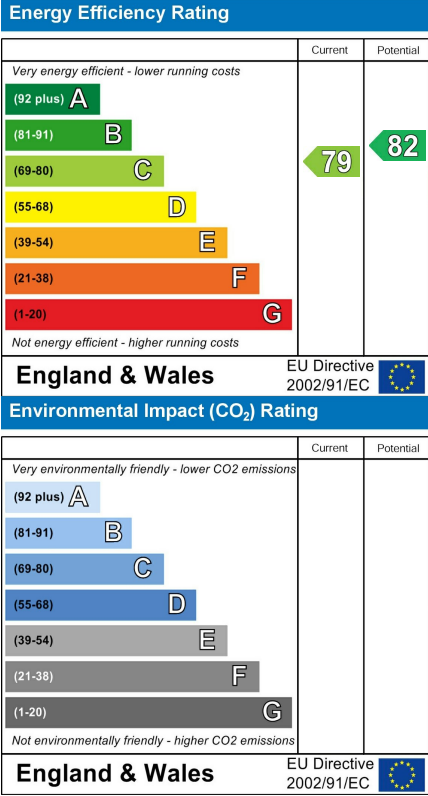 Energy Efficiency Rating
Current Potential
Very energy efficient - lower running costs
(92 plus) A
(81-91) B
(69-80) C
(55-68) D
(39-54) E
(21-38) F
(1-20) G
79
82
Not energy efficient - higher running costs
England & Wales
EU Directive
2002/91/EC
Environmental Impact (CO₂) Rating
Current Potential
Very environmentally friendly - lower CO2 emissions
(92 plus) A
(81-91) B
(69-80) C
(55-68) D
(39-54) E
(21-38) F
(1-20) G
Not environmentally friendly - higher CO2 emissions
England & Wales
EU Directive
2002/91/EC